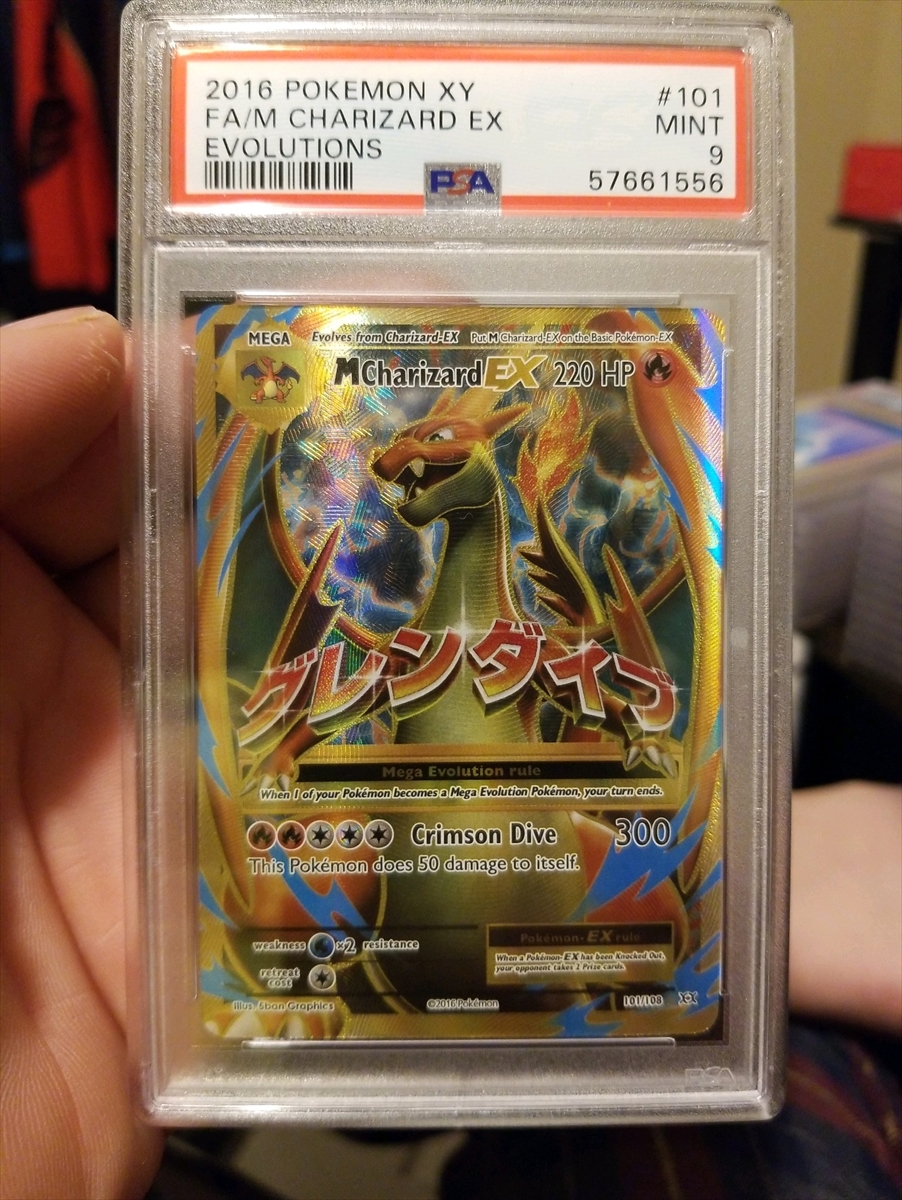 2016 POKEMON XY #101
FA/M CHARIZARD EX MINT
EVOLUTIONS 9
PSA 57661556
MEGA Evolves from Charizard-EX Put M Charizard-EX on the Basic Pokémon-EX
MCharizardEX 220 HP
グレンダイブ
Mega Evolution rule
When 1 of your Pokémon becomes a Mega Evolution Pokémon, your turn ends.
Crimson Dive 300
This Pokémon does 50 damage to itself.
weakness ×2 resistance
retreat cost
Pokémon-EX rule
When a Pokémon-EX has been Knocked Out,
your opponent takes 2 Prize cards.
illus. 5ban Graphics ©2016 Pokémon 101/108 XY
PSA